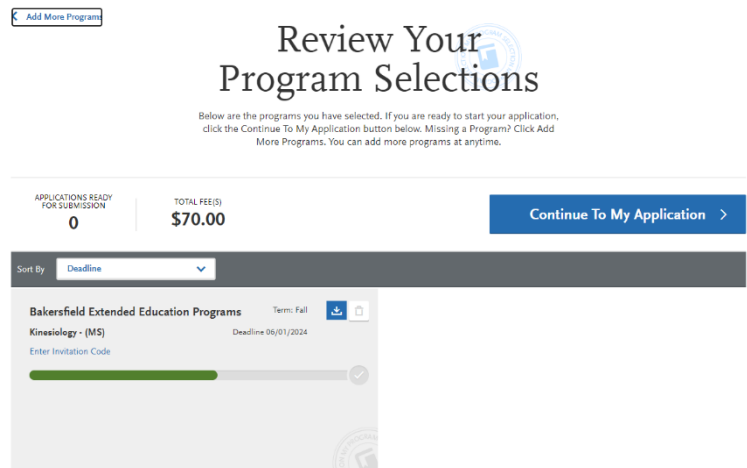 Add More Programs
Review Your
Program Selections
Below are the programs you have selected. If you are ready to start your application,
click the Continue To My Application button below. Missing a Program? Click Add
More Programs. You can add more programs at anytime.
APPLICATIONS READY
FOR SUBMISSION
0
TOTAL FEE(S)
$70.00
Continue To My Application
Sort By
Deadline
Bakersfield Extended Education Programs
Term: Fall
Kinesiology - (MS)
Deadline 06/01/2024
Enter Invitation Code